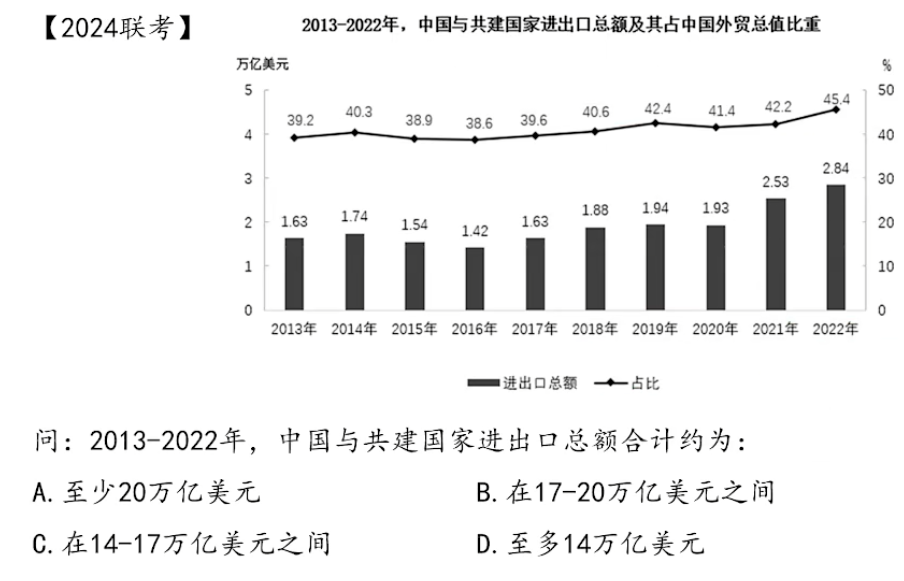 【2024联考】
2013-2022年，中国与共建国家进出口总额及其占中国外贸总值比重
万亿美元 %
5 50
39.2 40.3 38.9 38.6 39.6 40.6 42.4 41.4 42.2 45.4
4 40
3 30
1.63 1.74 1.54 1.42 1.63 1.88 1.94 1.93 2.53 2.84
2 20
1 10
0 0
2013年 2014年 2015年 2016年 2017年 2018年 2019年 2020年 2021年 2022年
进出口总额 占比
问：2013-2022年，中国与共建国家进出口总额合计约为：
A.至少20万亿美元 B.在17-20万亿美元之间
C.在14-17万亿美元之间 D.至多14万亿美元